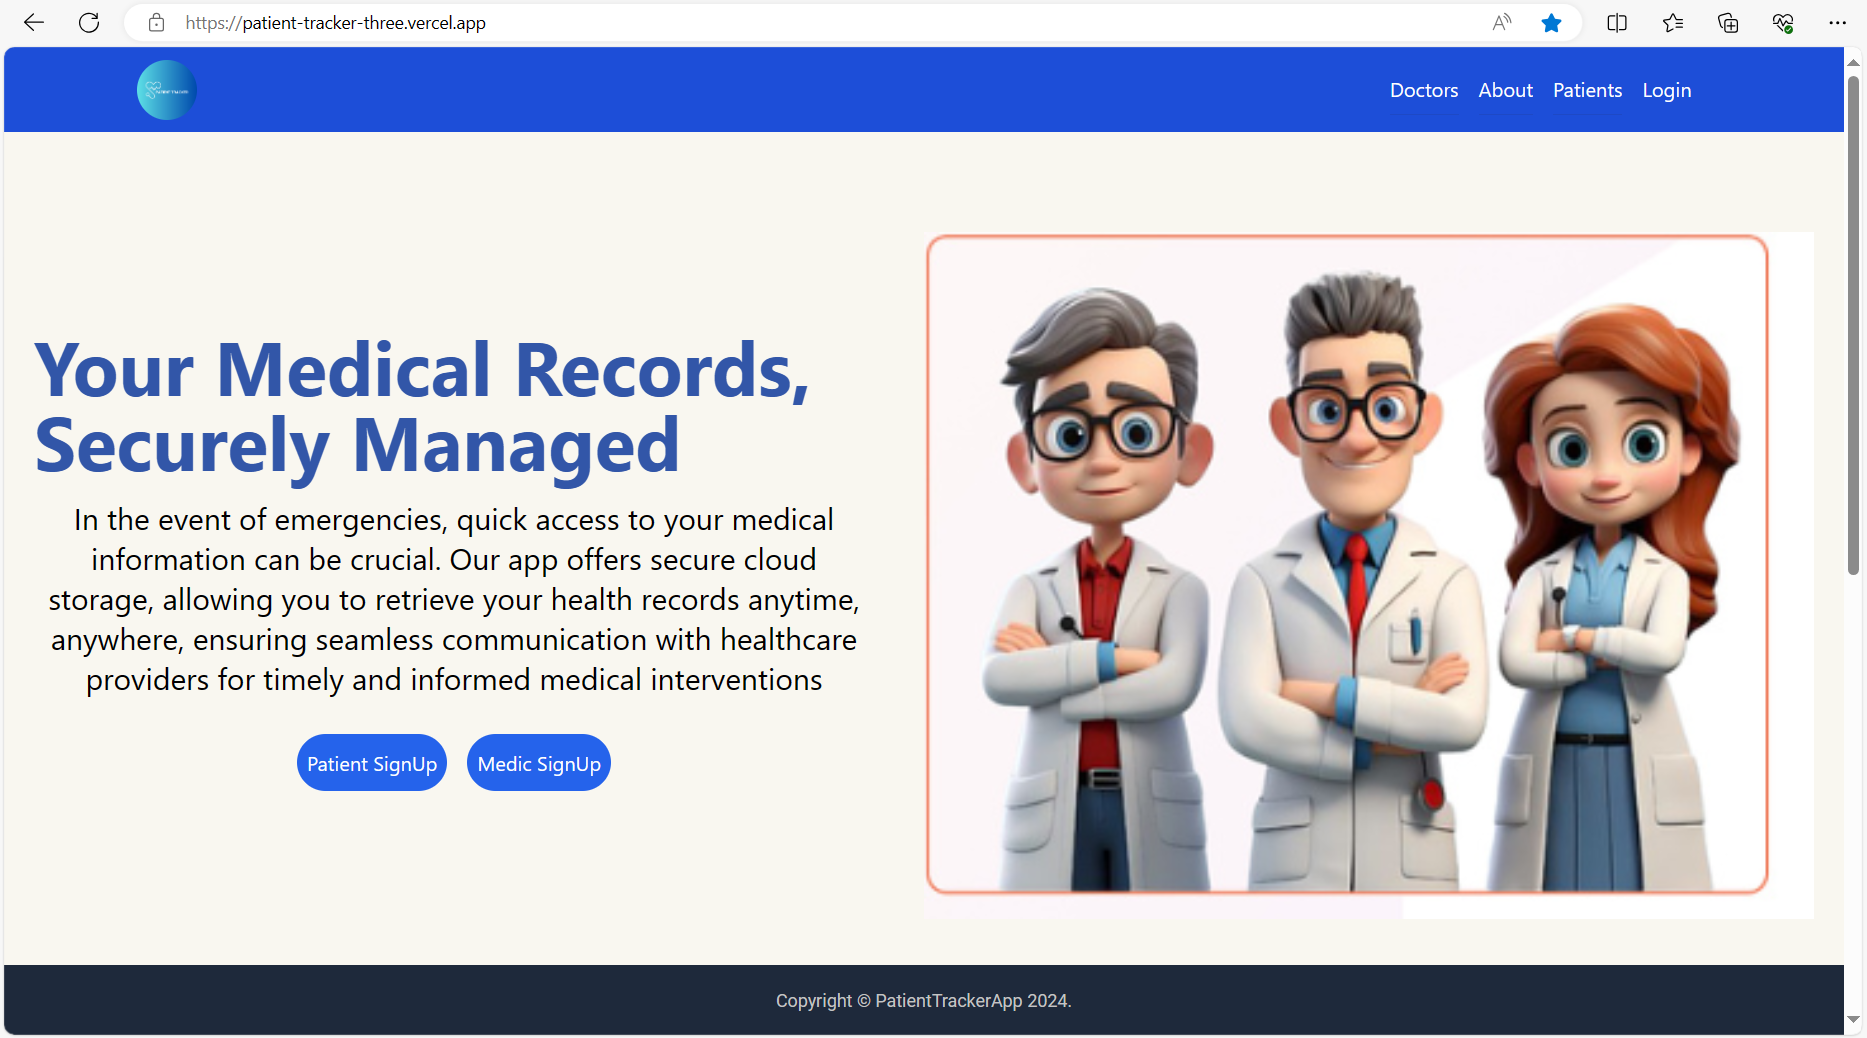 https://patient-tracker-three.vercel.app
Doctors About Patients Login
Your Medical Records,
Securely Managed
In the event of emergencies, quick access to your medical
information can be crucial. Our app offers secure cloud
storage, allowing you to retrieve your health records anytime,
anywhere, ensuring seamless communication with healthcare
providers for timely and informed medical interventions
Patient SignUp Medic SignUp
Copyright © PatientTrackerApp 2024.